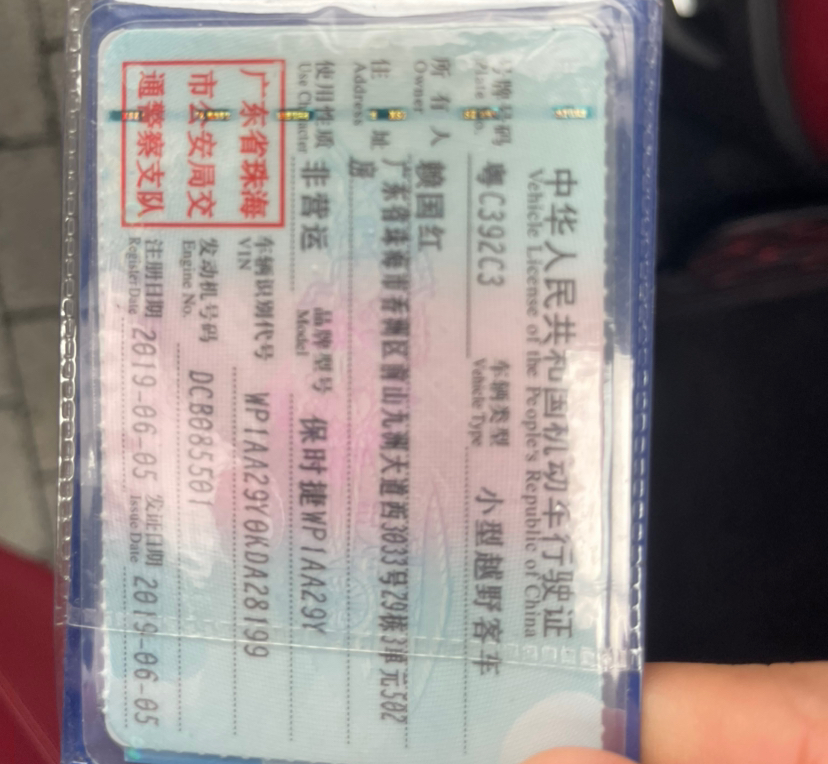 中华人民共和国机动车行驶证
Vehicle License of the People's Republic of China
号牌号码 粤C392C3 车辆类型 小型越野客车
Plate No. Vehicle Type
所有人 赖国红
Owner
住址 广东省珠海市香洲区前山九洲大道西3033号29栋3单元502
Address 房
使用性质 非营运 品牌型号 保时捷WP1AA29Y
Use Character Model
广东省珠海
市公安局交
通警察支队
车辆识别代号 WP1AA29Y0KDA28199
VIN
发动机号码 DCB085501
Engine No.
注册日期 2019-06-05 发证日期 2019-06-05
Register Date Issue Date